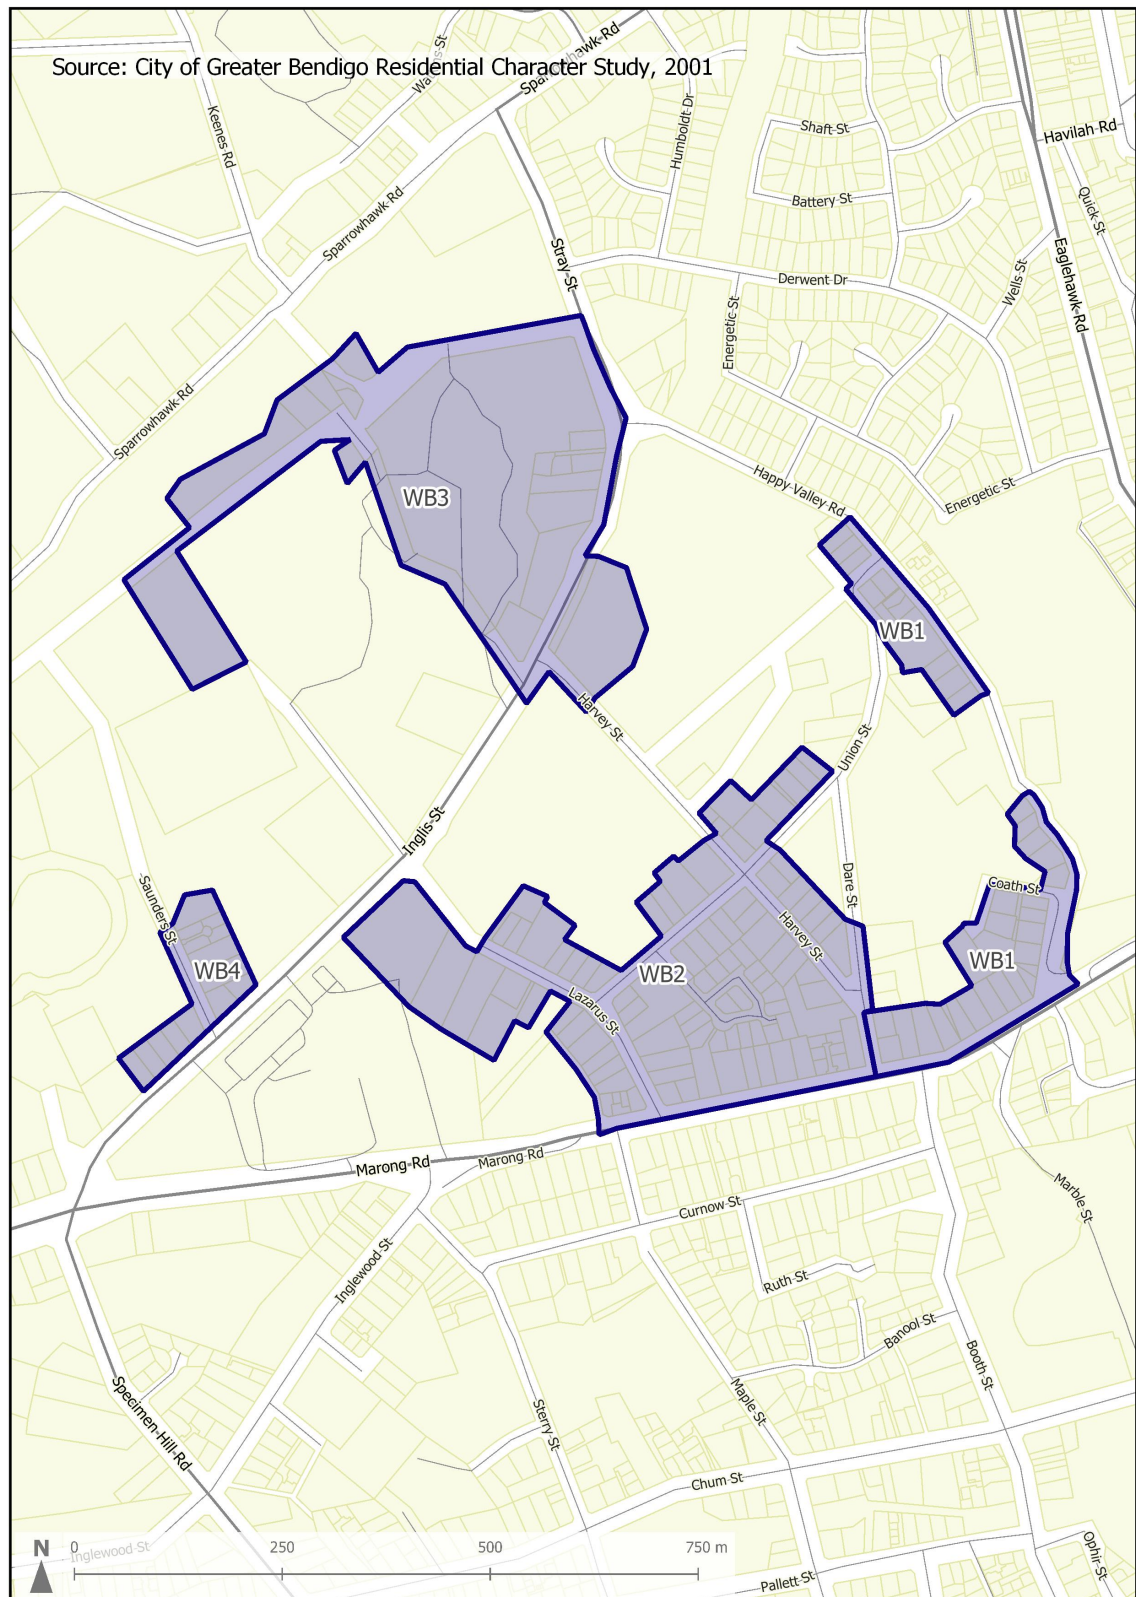 Source: City of Greater Bendigo Residential Character Study, 2001
Sparrowhawk Rd
Keenes Rd
Humboldt Dr
Shaft St
Havilah Rd
Battery St
Quick St
Sparrowhawk Rd
Stray St
Eaglehawk Rd
Wells St
Derwent Dr
Energetic St
Sparrowhawk Rd
WB3
Happy Valley Rd
Energetic St
WB1
Harvey St
Union St
Inglis St
Saunders St
Dare St
Coath St
Harvey St
WB4
WB2
WB1
Lazarus St
Marong Rd
Marong Rd
Curnow St
Marble St
Inglewood St
Ruth St
Banool St
Booth St
Specimen Hill Rd
Maple St
Sterry St
Chum St
Inglewood St
Ophir St
Pallett St
N
0 250 500 750 m